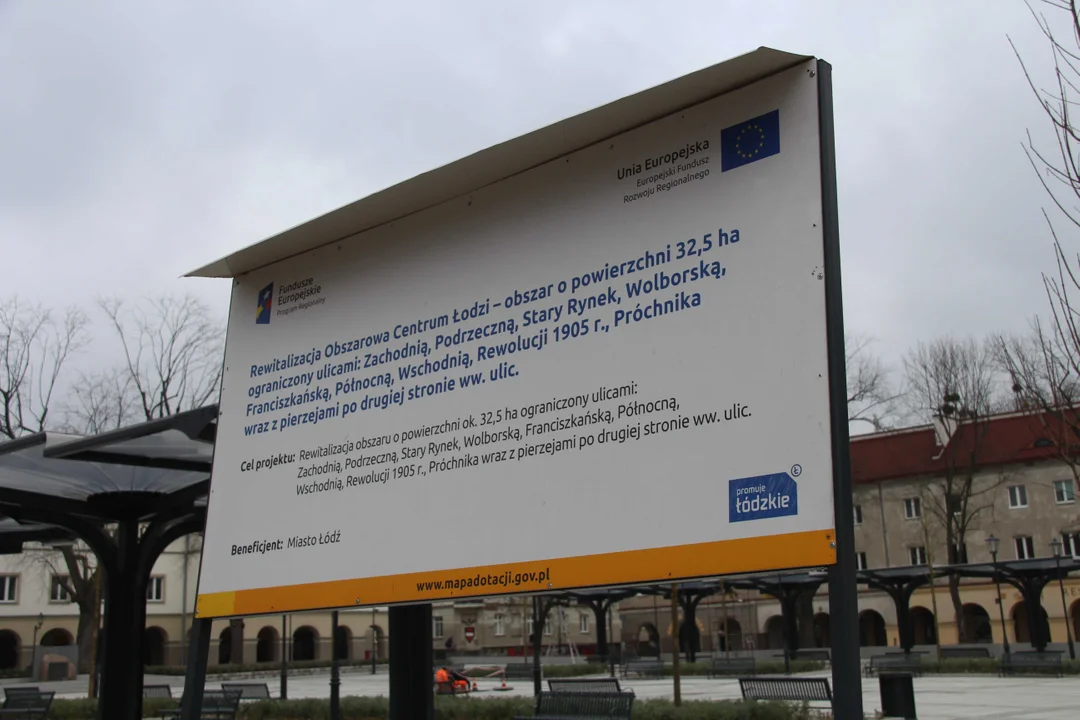 Fundusze
Europejskie
Program Regionalny
Unia Europejska
Europejski Fundusz
Rozwoju Regionalnego
Rewitalizacja Obszarowa Centrum Łodzi – obszar o powierzchni 32,5 ha
ograniczony ulicami: Zachodnią, Podrzeczną, Stary Rynek, Wolborską,
Franciszkańską, Północną, Wschodnią, Rewolucji 1905 r., Próchnika
wraz z pierzejami po drugiej stronie ww. ulic.
Cel projektu: Rewitalizacja obszaru o powierzchni ok. 32,5 ha ograniczony ulicami:
Zachodnią, Podrzeczną, Stary Rynek, Wolborską, Franciszkańską, Północną,
Wschodnią, Rewolucji 1905 r., Próchnika wraz z pierzejami po drugiej stronie ww. ulic.
promuje
łódzkie
Beneficjent: Miasto Łódź
www.mapadotacji.gov.pl